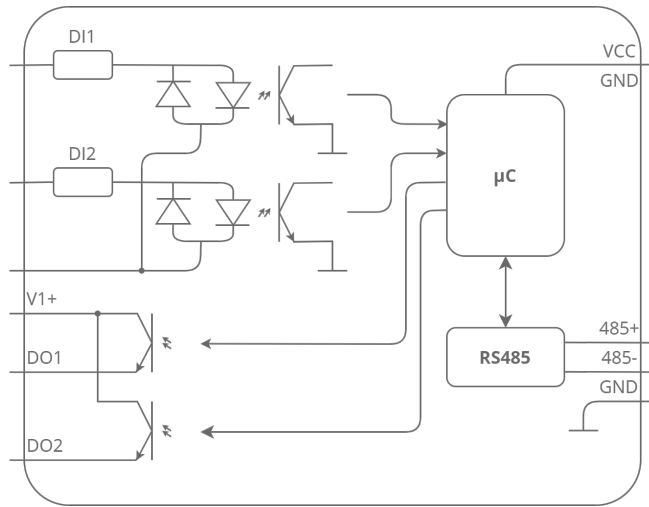 DI1
VCC
GND
DI2
µC
V1+
485+
DO1
RS485
485-
GND
DO2